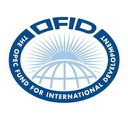 OFID
THE OPEC FUND FOR INTERNATIONAL DEVELOPMENT